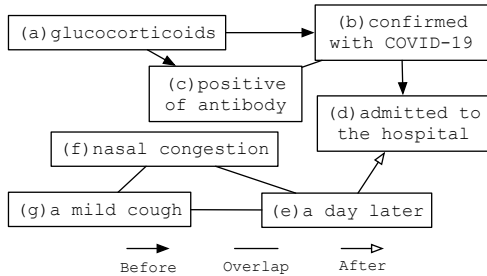 (a)glucocorticoids
(b)confirmed
with COVID-19
(c)positive
of antibody
(d)admitted to
the hospital
(f)nasal congestion
(g)a mild cough
(e)a day later
Before
Overlap
After